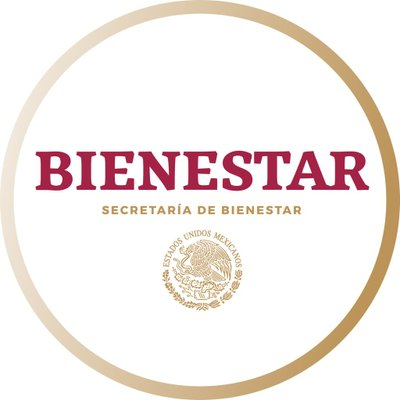 BIENESTAR
SECRETARÍA DE BIENESTAR
ESTADOS UNIDOS MEXICANOS